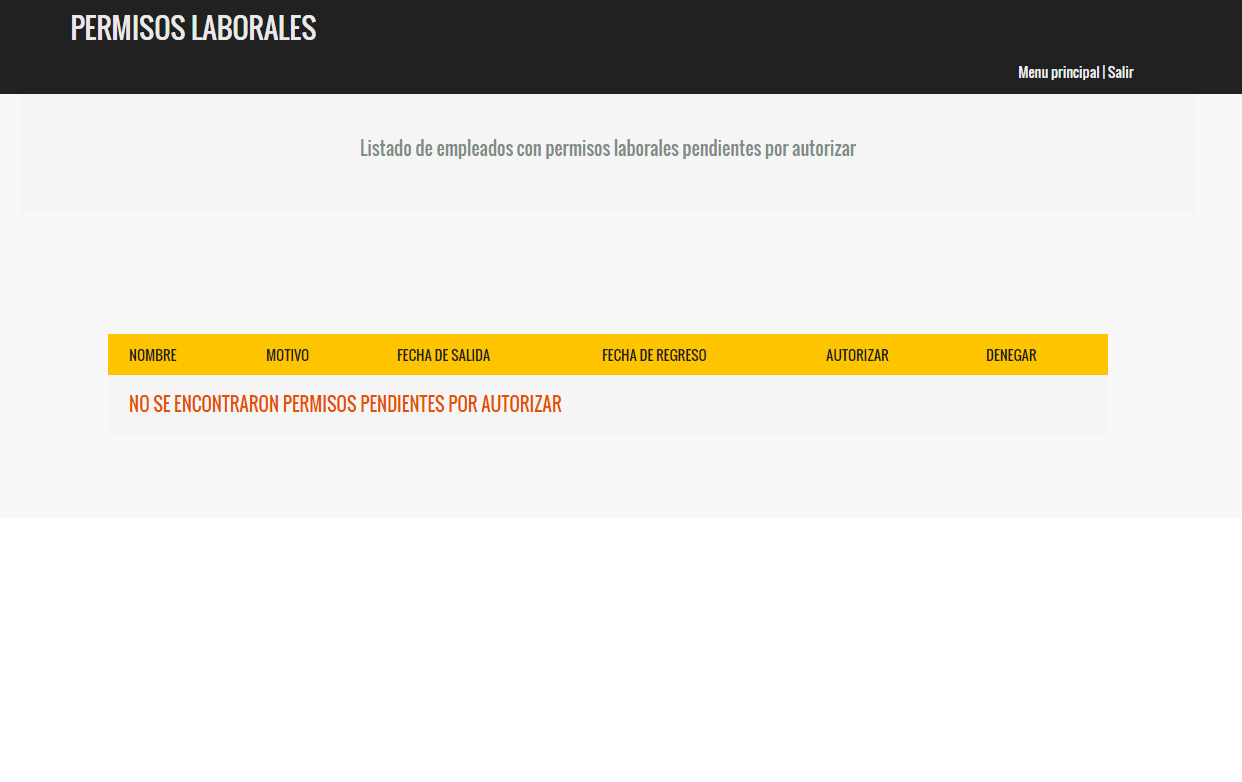 PERMISOS LABORALES
Menu principal | Salir
Listado de empleados con permisos laborales pendientes por autorizar
NOMBRE MOTIVO FECHA DE SALIDA FECHA DE REGRESO AUTORIZAR DENEGAR
NO SE ENCONTRARON PERMISOS PENDIENTES POR AUTORIZAR